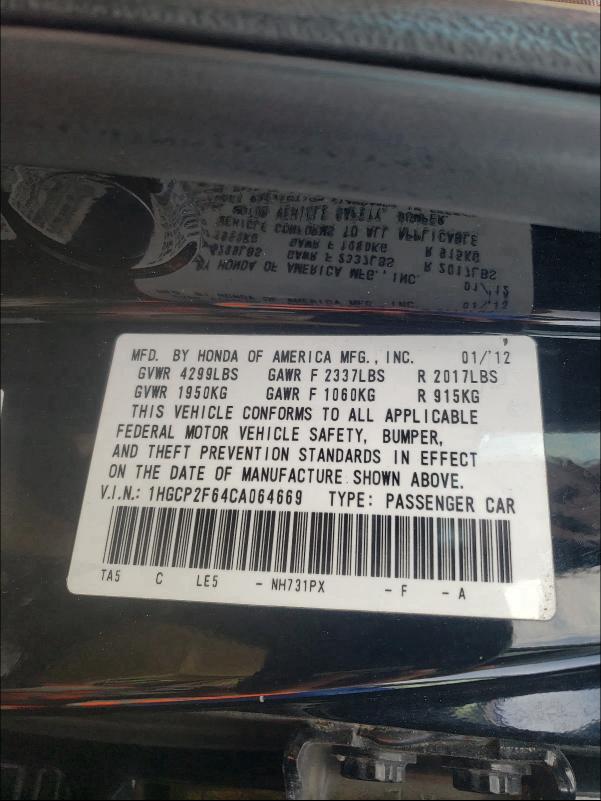 MFD. BY HONDA OF AMERICA MFG., INC. 01/'12
GVWR 4299LBS GAWR F 2337LBS R 2017LBS
GVWR 1950KG GAWR F 1060KG R 915KG
THIS VEHICLE CONFORMS TO ALL APPLICABLE
FEDERAL MOTOR VEHICLE SAFETY, BUMPER,
AND THEFT PREVENTION STANDARDS IN EFFECT
ON THE DATE OF MANUFACTURE SHOWN ABOVE.
V.I.N.: 1HGCP2F64CA064669 TYPE: PASSENGER CAR
TA5 C LE5 - NH731PX - F - A